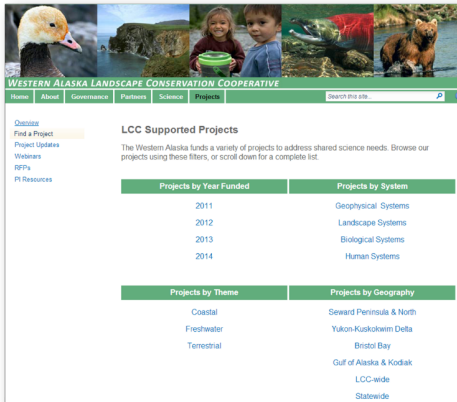 WESTERN ALASKA LANDSCAPE CONSERVATION COOPERATIVE
Home About Governance Partners Science Projects
Search this site...
Overview
Find a Project
Project Updates
Webinars
RFPs
PI Resources
LCC Supported Projects
The Western Alaska funds a variety of projects to address shared science needs. Browse our
projects using these filters, or scroll down for a complete list.
Projects by Year Funded
2011
2012
2013
2014
Projects by System
Geophysical Systems
Landscape Systems
Biological Systems
Human Systems
Projects by Theme
Coastal
Freshwater
Terrestrial
Projects by Geography
Seward Peninsula & North
Yukon-Kuskokwim Delta
Bristol Bay
Gulf of Alaska & Kodiak
LCC-wide
Statewide